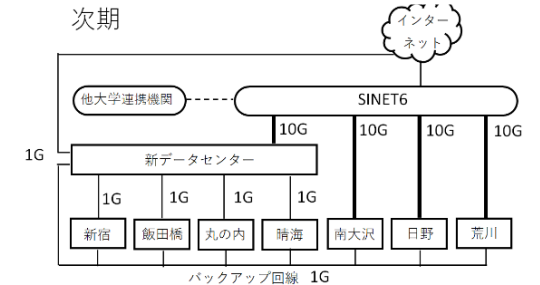 次期
インター
ネット
他大学連携機関
SINET6
10G
10G
10G
10G
1G
新データセンター
1G
1G
1G
1G
新宿
飯田橋
丸の内
晴海
南大沢
日野
荒川
バックアップ回線 1G